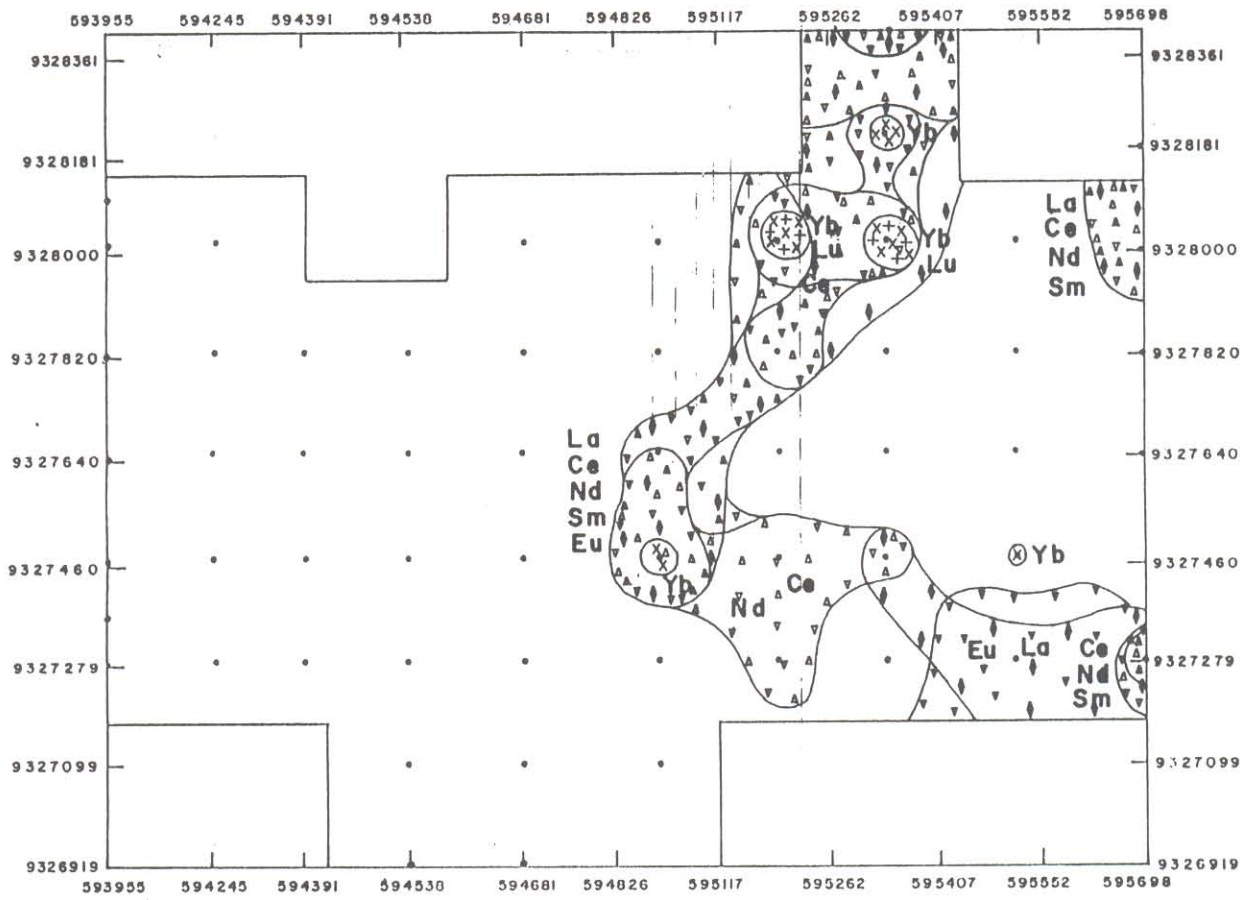 593955 594245 594391 594530 594681 594826 595117 595262 595407 595552 595698
9328361 9328361
Yb
9328181 9328181
La
Yb Yb Ce
Lu Lu
9328000 Nd 9328000
Ce Sm
9327820 9327820
La
Ce
9327640 9327640
Nd
Sm
Eu
Yb
9327460 9327460
Yb
Nd Ce
Eu La Ce
9327279 Nd 9327279
Sm
9327099 9327099
9326919 9326919
593955 594245 594391 594530 594681 594826 595117 595262 595407 595552 595698